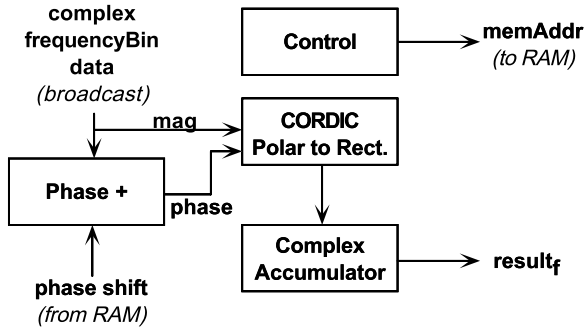 complex
frequencyBin
data
(broadcast)
Control
memAddr
(to RAM)
mag
CORDIC
Polar to Rect.
Phase +
phase
phase shift
(from RAM)
Complex
Accumulator
resultf